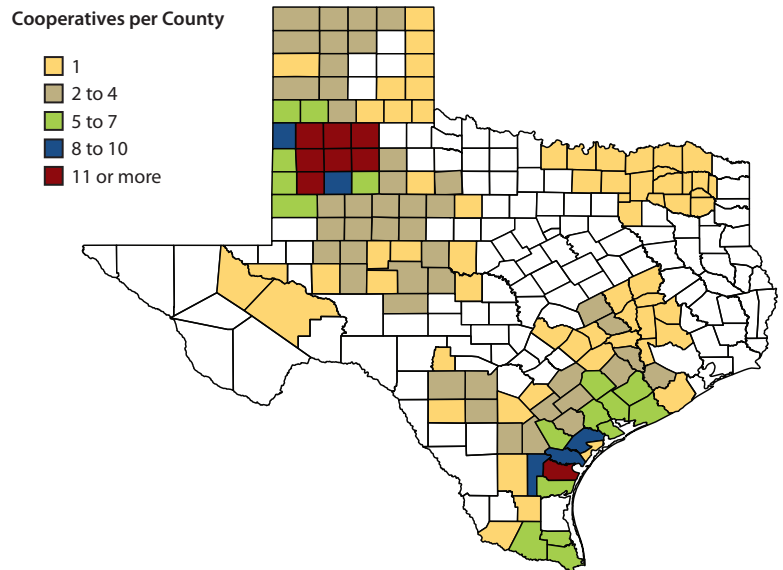 Cooperatives per County
1
2 to 4
5 to 7
8 to 10
11 or more